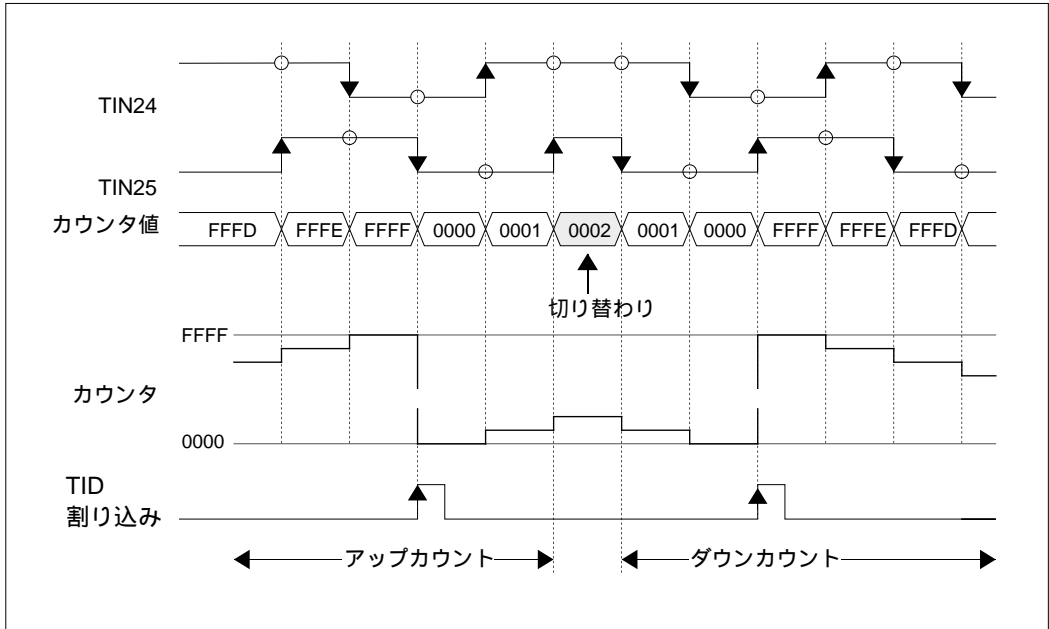 TIN24
TIN25
カウンタ値 FFFD FFFE FFFF 0000 0001 0002 0001 0000 FFFF FFFE FFFD
切り替わり
FFFF
カウンタ
0000
TID
割り込み
アップカウント ダウンカウント